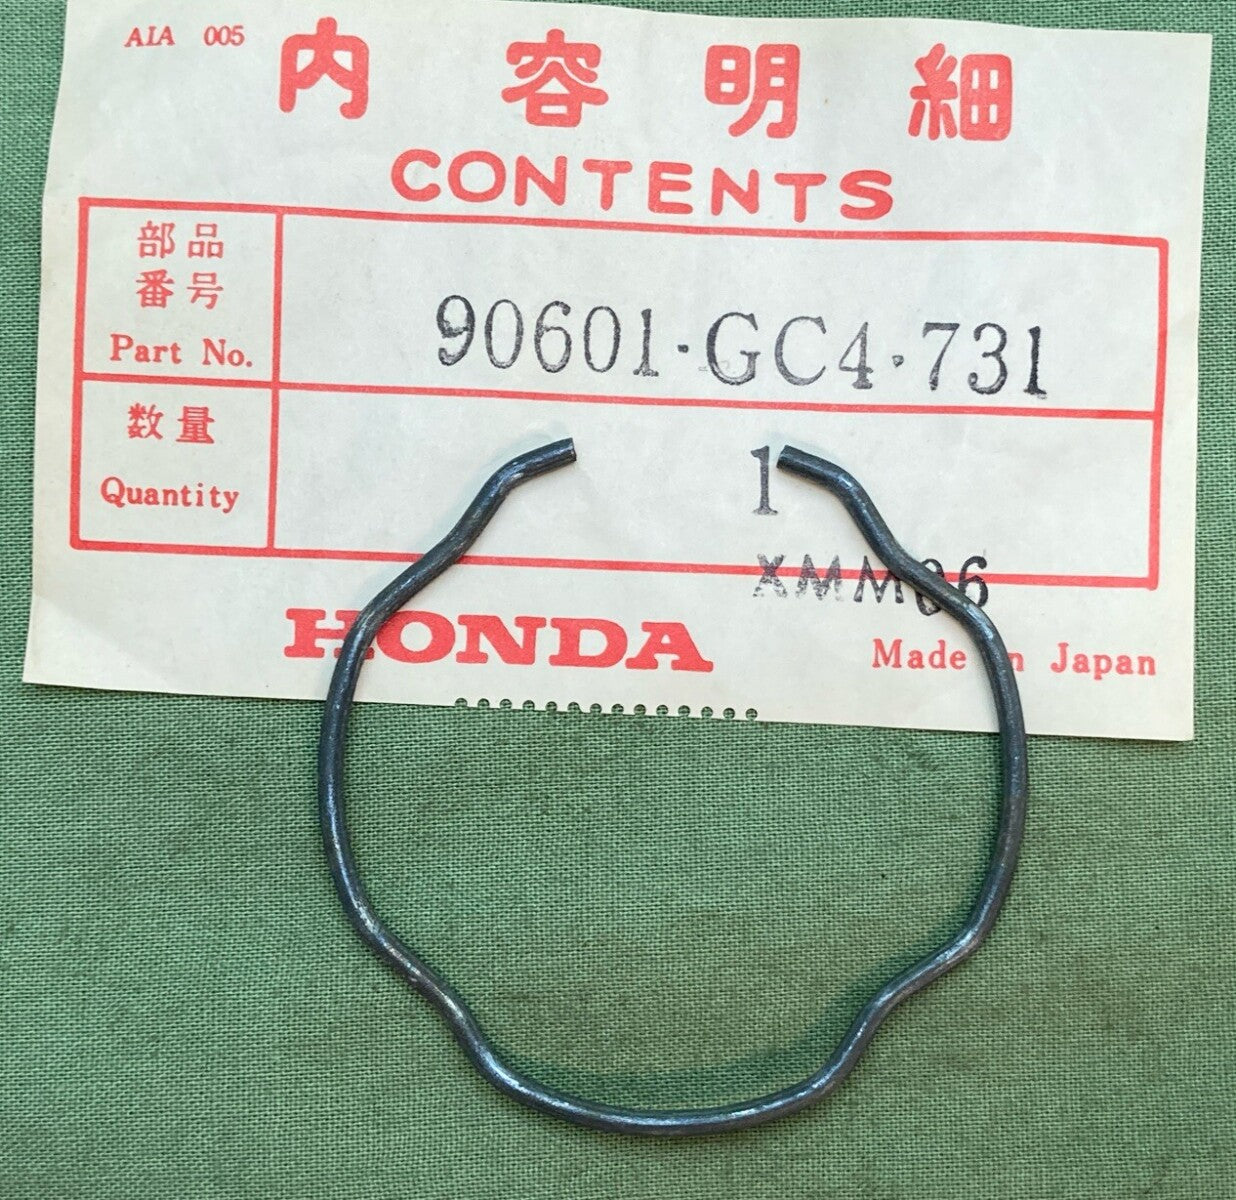 AIA 005
内容明細
CONTENTS
部品
番号
Part No.
90601-GC4-731
数量
Quantity
1
XMM06
HONDA
Made in Japan